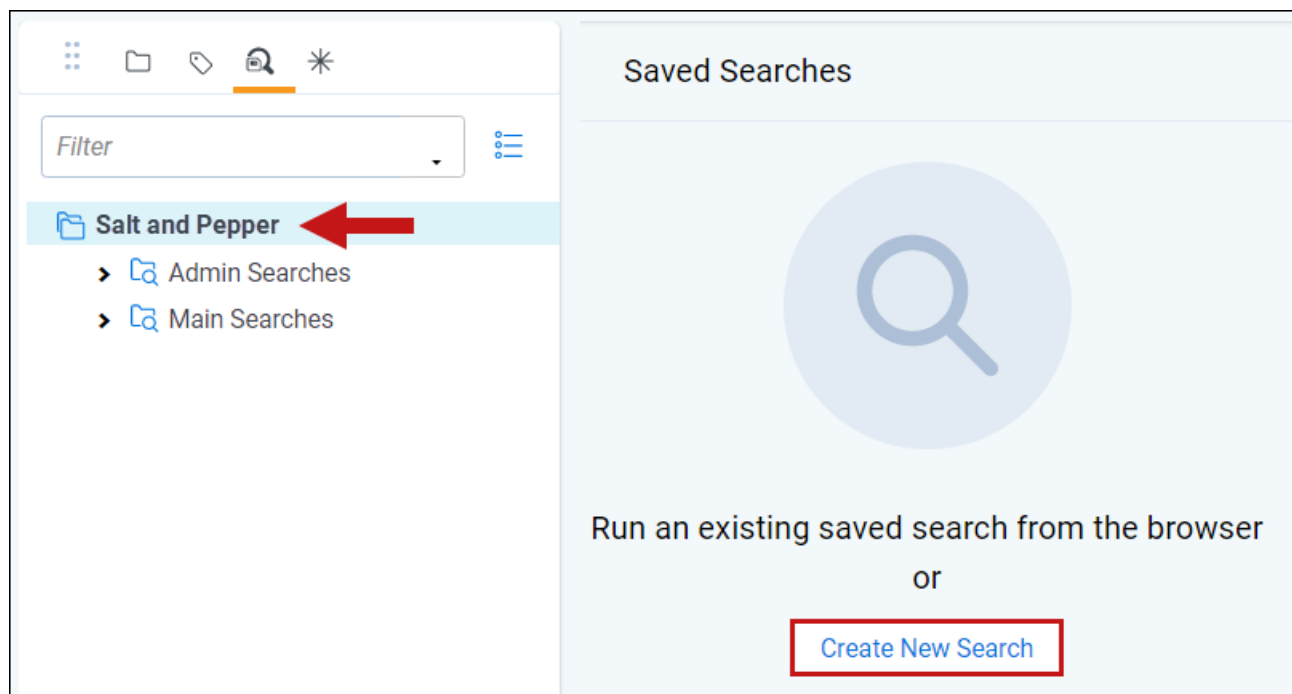 Filter
Salt and Pepper
Admin Searches
Main Searches
Saved Searches
Run an existing saved search from the browser
or
Create New Search